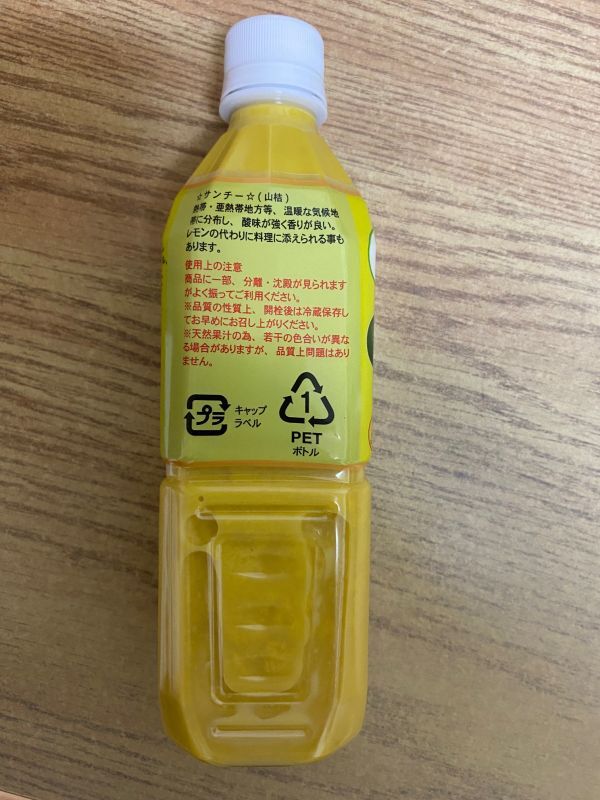 ☆サンチー☆(山桔)
熱帯・亜熱帯地方等、温暖な気候地
帯に分布し、酸味が強く香りが良い。
レモンの代わりに料理に添えられる事も
あります。
使用上の注意
商品に一部、分離・沈殿が見られます
がよく振ってご利用ください。
※品質の性質上、開栓後は冷蔵保存し
てお早めにお召し上がりください。
※天然果汁の為、若干の色合いが異な
る場合がありますが、品質上問題はあり
ません。
プラ
キャップ
ラベル
1
PET
ボトル